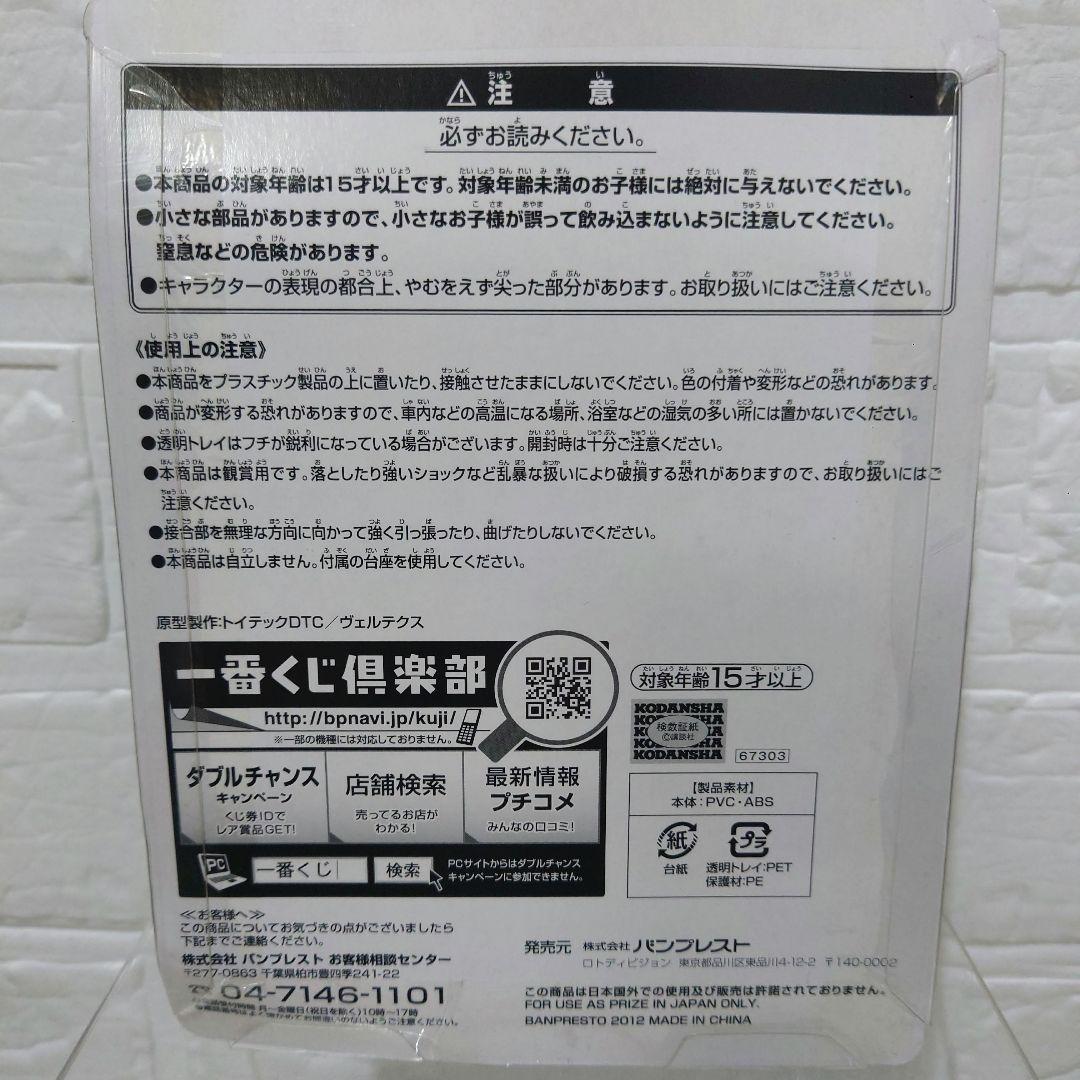 ⚠注 意
必ずお読みください。
●本商品の対象年齢は15才以上です。対象年齢未満のお子様には絶対に与えないでください。
●小さな部品がありますので、小さなお子様が誤って飲み込まないように注意してください。
窒息などの危険があります。
●キャラクターの表現の都合上、やむをえず尖った部分があります。お取り扱いにはご注意ください。
《使用上の注意》
●本商品をプラスチック製品の上に置いたり、接触させたままにしないでください。色の付着や変形などの恐れがあります。
●商品が変形する恐れがありますので、車内などの高温になる場所、浴室などの湿気の多い所には置かないでください。
●透明トレイはフチが鋭利になっている場合がございます。開封時は十分ご注意ください。
●本商品は観賞用です。落としたり強いショックなど乱暴な扱いにより破損する恐れがありますので、お取り扱いにはご
注意ください。
●接合部を無理な方向に向かって強く引っ張ったり、曲げたりしないでください。
●本商品は自立しません。付属の台座を使用してください。
原型製作:トイテックDTC/ヴェルテクス
一番くじ倶楽部
http://bpnavi.jp/kuji/
※一部の機種には対応しておりません。
ダブルチャンス
キャンペーン
くじ券IDで
レア賞品GET!
店舗検索
売ってるお店が
わかる!
最新情報
プチコメ
みんなの口コミ!
PC
一番くじ
検索
PCサイトからはダブルチャンス
キャンペーンに参加できません。
対象年齢15才以上
KODANSHA
検数証紙
©講談社
KODANSHA
67303
【製品素材】
本体:PVC・ABS
紙
台紙
プラ
透明トレイ:PET
保護材:PE
≪お客様へ≫
この商品についてお気づきの点がございましたら
下記までご連絡ください。
株式会社 バンプレスト お客様相談センター
〒277-0863 千葉県柏市豊四季241-22
☎04-7146-1101
月~金曜日(祝日を除く)10時~17時
発売元 株式会社 バンプレスト
ロトディビジョン 東京都品川区東品川4-12-2 〒140-0002
この商品は日本国外での使用及び販売は許諾されておりません。
FOR USE AS PRIZE IN JAPAN ONLY.
BANPRESTO 2012 MADE IN CHINA